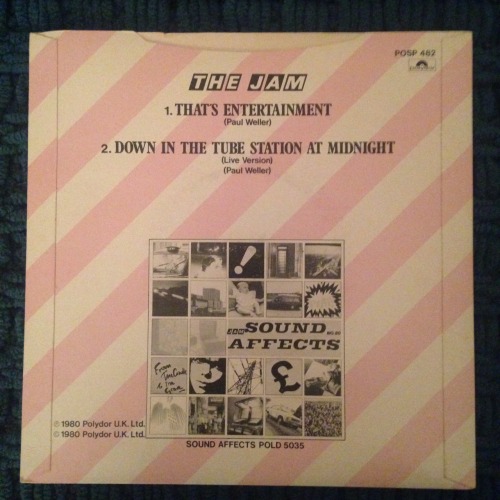 POSP 482
THE JAM
1. THAT'S ENTERTAINMENT
(Paul Weller)
2. DOWN IN THE TUBE STATION AT MIDNIGHT
(Live Version)
(Paul Weller)
!
JAM SOUND
AFFECTS
£
℗ 1980 Polydor U.K. Ltd.
© 1980 Polydor U.K. Ltd.
SOUND AFFECTS POLD 5035